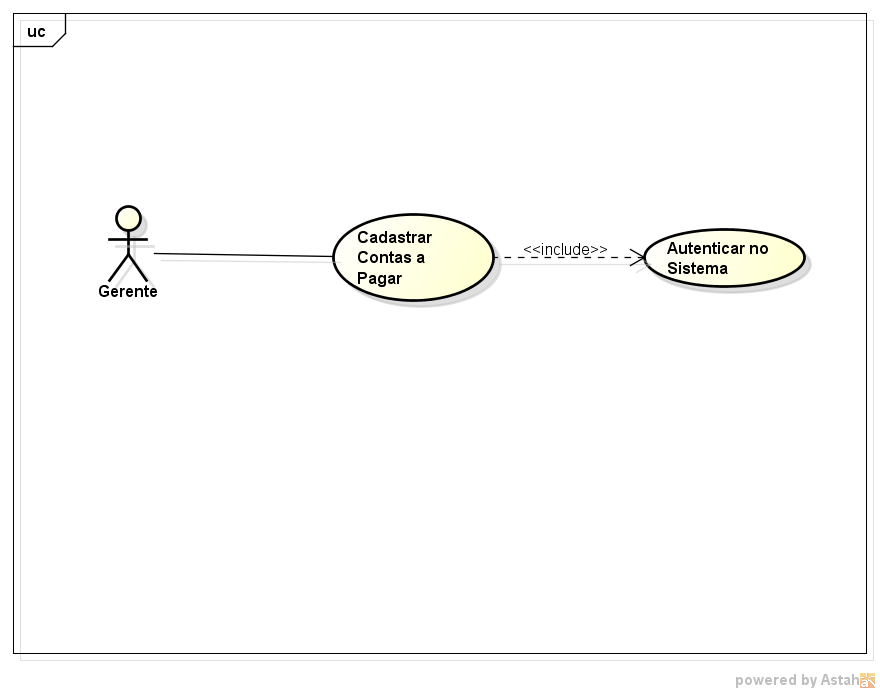 uc
Cadastrar
Contas a
Pagar
<<include>>
Autenticar no
Sistema
Gerente
powered by Astah